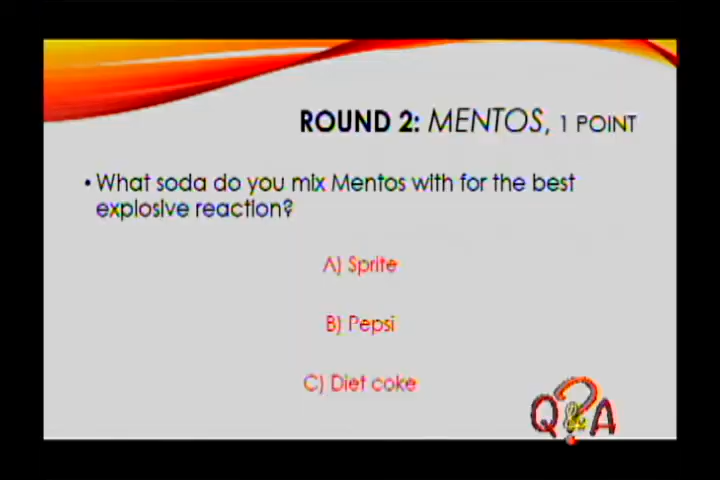 ROUND 2: MENTOS, 1 POINT
• What soda do you mix Mentos with for the best
explosive reaction?
A) Sprite
B) Pepsi
C) Diet coke
Q&A